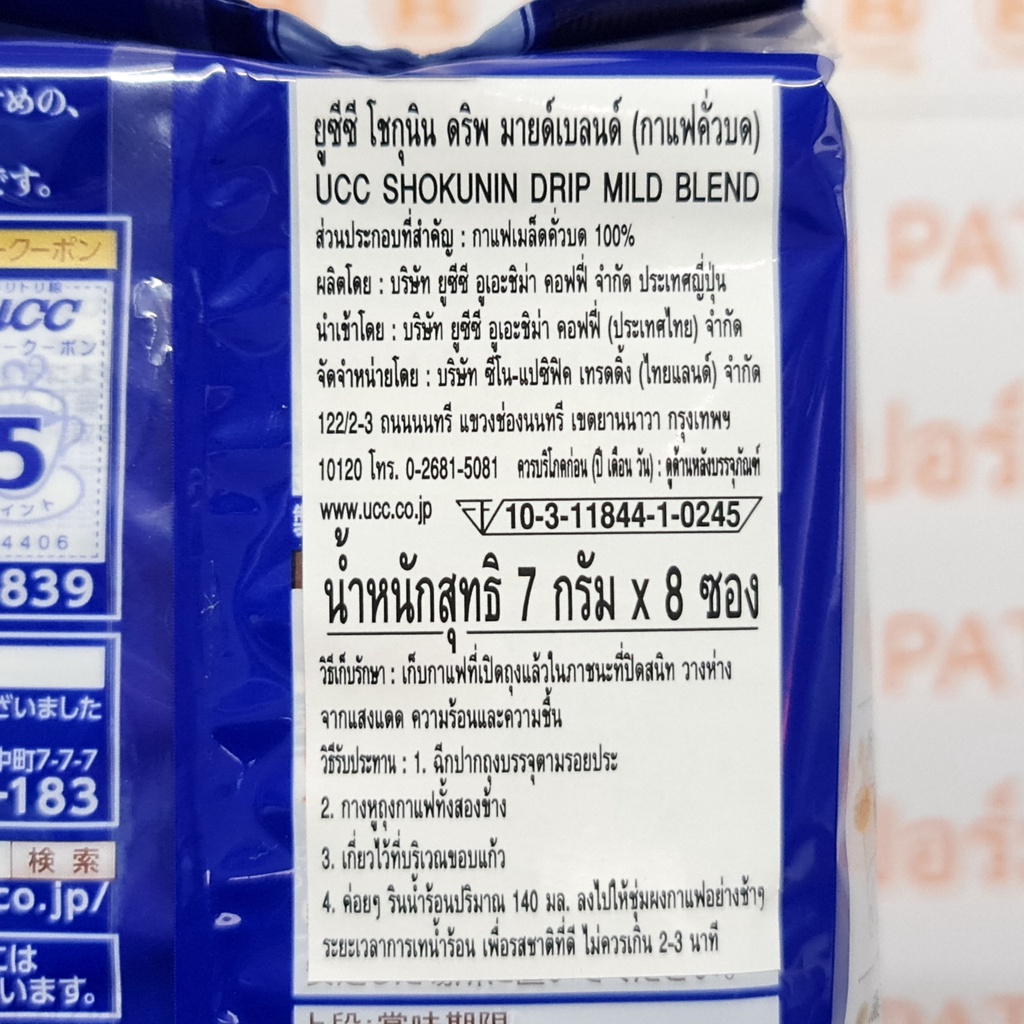 ยูซีซี โชกุนิน ดริพ มายด์เบลนด์ (กาแฟคั่วบด)
UCC SHOKUNIN DRIP MILD BLEND
ส่วนประกอบที่สำคัญ : กาแฟเมล็ดคั่วบด 100%
ผลิตโดย : บริษัท ยูซีซี อูเอะชิม่า คอฟฟี่ จำกัด ประเทศญี่ปุ่น
นำเข้าโดย : บริษัท ยูซีซี อูเอะชิม่า คอฟฟี่ (ประเทศไทย) จำกัด
จัดจำหน่ายโดย : บริษัท ซีโน-แปซิฟิค เทรดดิ้ง (ไทยแลนด์) จำกัด
122/2-3 ถนนนนทรี แขวงช่องนนทรี เขตยานนาวา กรุงเทพฯ
10120 โทร. 0-2681-5081 ควรบริโภคก่อน (ปี เดือน วัน) : ดูด้านหลังบรรจุภัณฑ์
www.ucc.co.jp 10-3-11844-1-0245
น้ำหนักสุทธิ 7 กรัม x 8 ซอง
วิธีเก็บรักษา : เก็บกาแฟที่เปิดถุงแล้วในภาชนะที่ปิดสนิท วางห่าง
จากแสงแดด ความร้อนและความชื้น
วิธีรับประทาน : 1. ฉีกปากถุงบรรจุตามรอยประ
2. กางหูถุงกาแฟทั้งสองข้าง
3. เกี่ยวไว้ที่บริเวณขอบแก้ว
4. ค่อยๆ รินน้ำร้อนปริมาณ 140 มล. ลงไปให้ชุ่มผงกาแฟอย่างช้าๆ
ระยะเวลาการเทน้ำร้อน เพื่อรสชาติที่ดี ไม่ควรเกิน 2-3 นาที
めの、
です。
クーポン
ucc
クーポン
5
イント
4406
839
ざいました
中町7-7-7
-183
検索
co.jp/
には
います。
上段:賞味期限
PAT
PAT